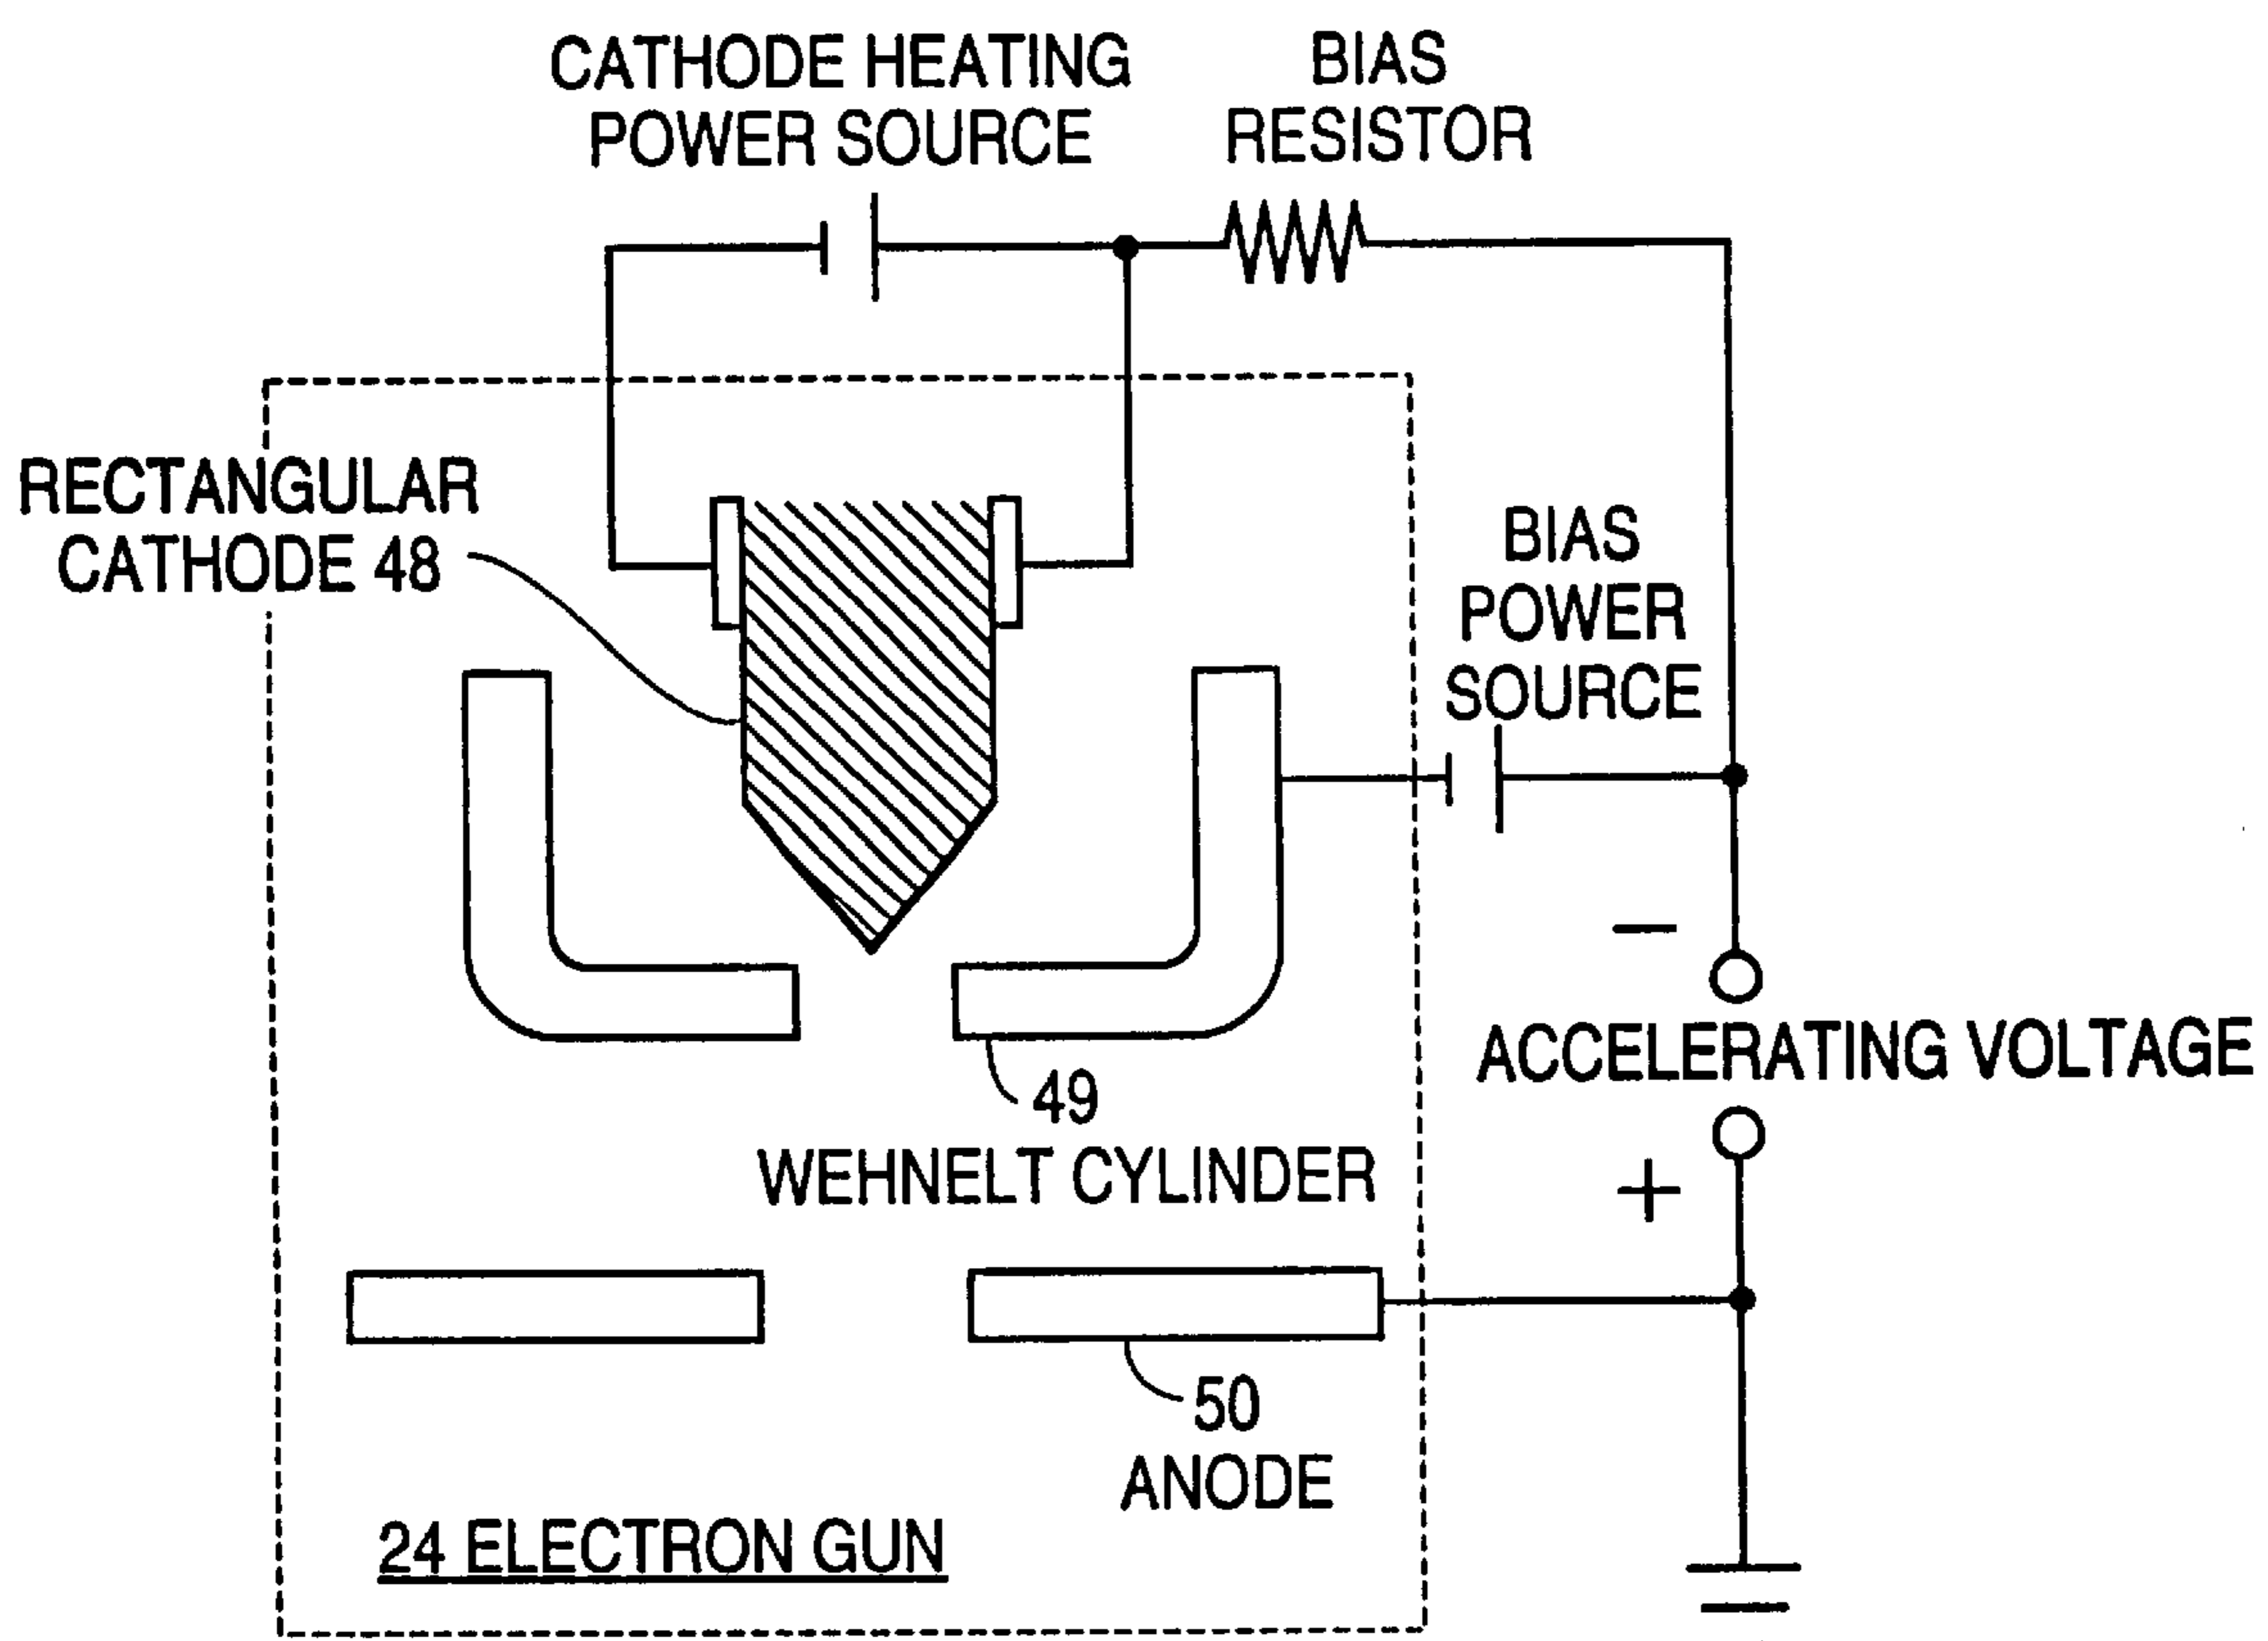 CATHODE HEATING
POWER SOURCE
BIAS
RESISTOR
RECTANGULAR
CATHODE 48
BIAS
POWER
SOURCE
−
ACCELERATING VOLTAGE
+
49
WEHNELT CYLINDER
50
ANODE
24 ELECTRON GUN